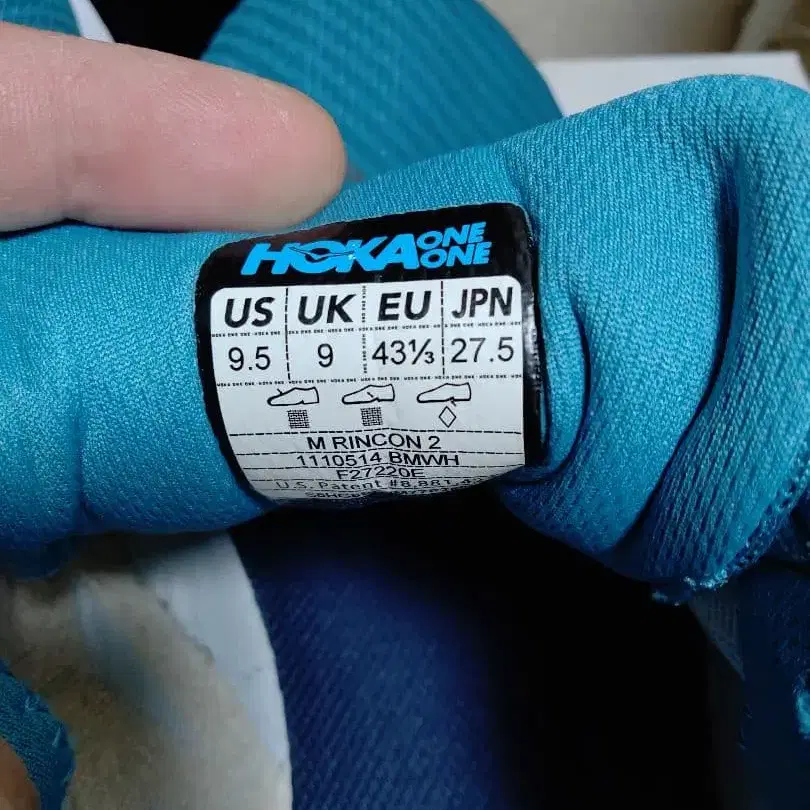 HOKA ONE ONE
US UK EU JPN
9.5 9 43⅓ 27.5
M RINCON 2
1110514 BMWH
F27220E
U.S. Patent